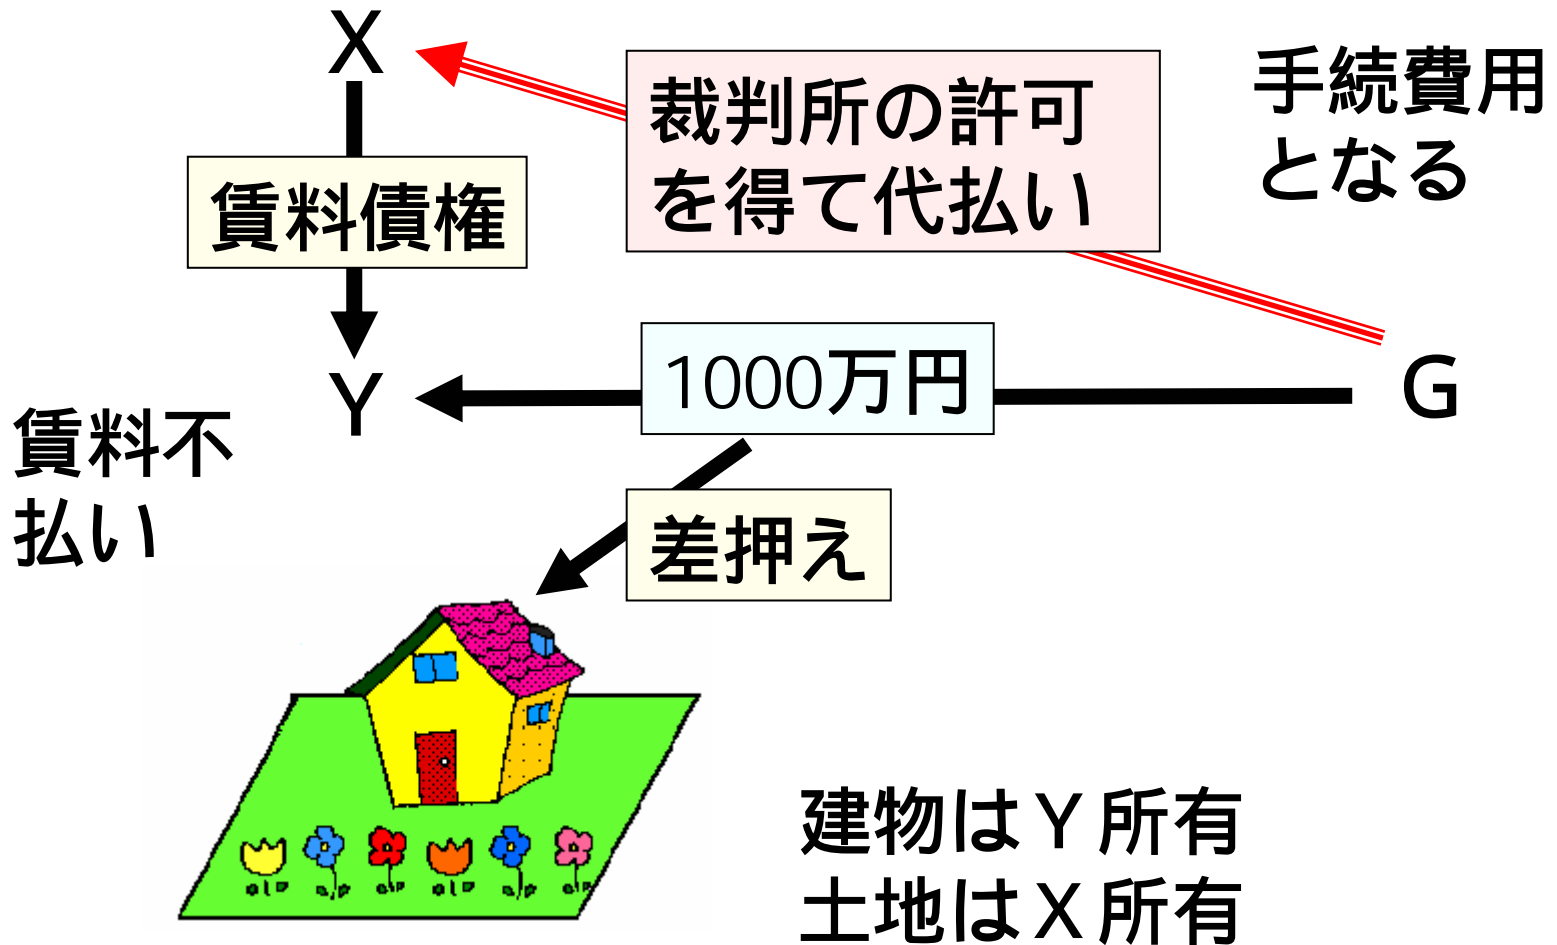 X
裁判所の許可
を得て代払い
手続費用
となる
賃料債権
1000万円
Y
G
賃料不
払い
差押え
建物はＹ所有
土地はＸ所有